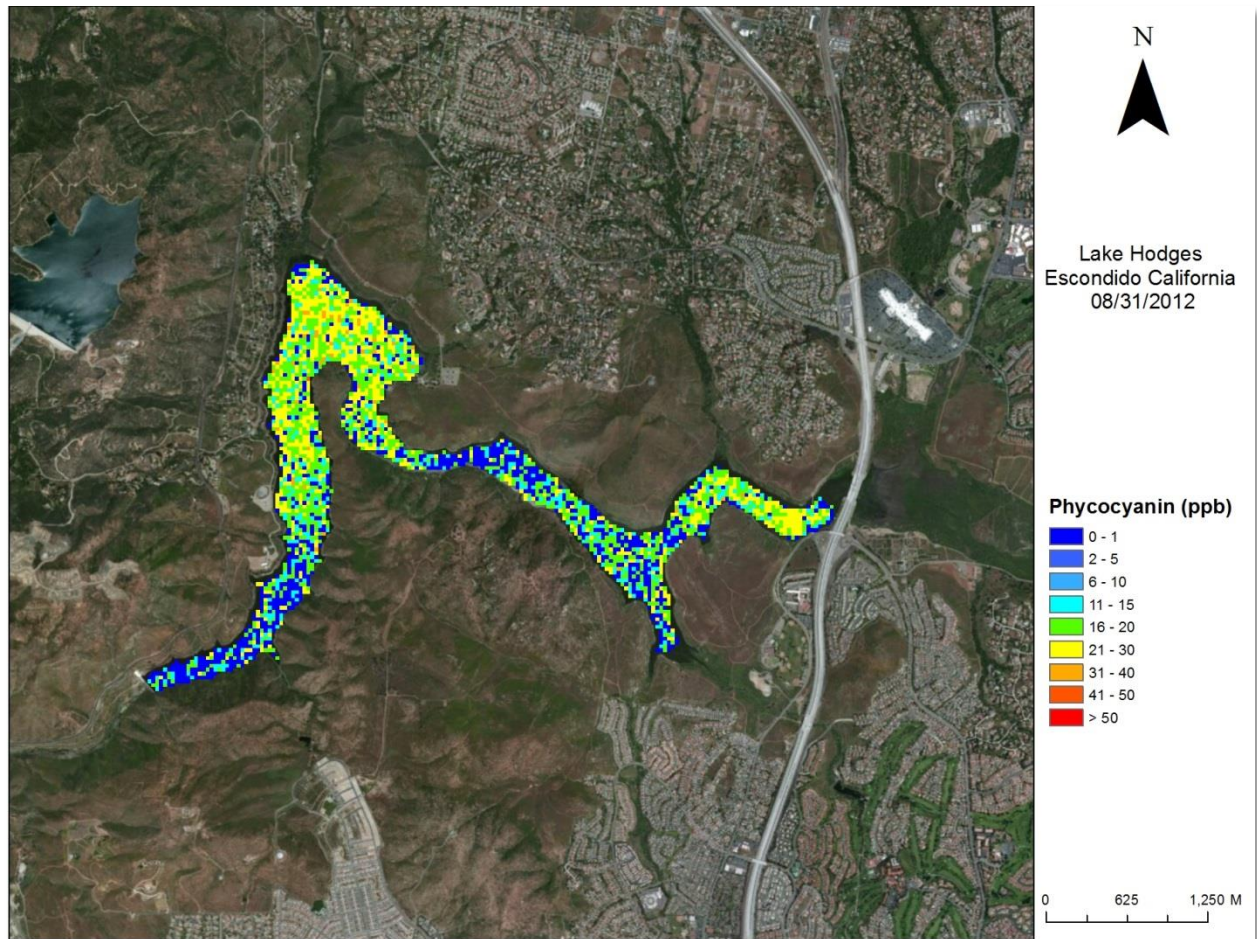 N
Lake Hodges
Escondido California
08/31/2012
Phycocyanin (ppb)
0 - 1
2 - 5
6 - 10
11 - 15
16 - 20
21 - 30
31 - 40
41 - 50
> 50
0 625 1,250 M